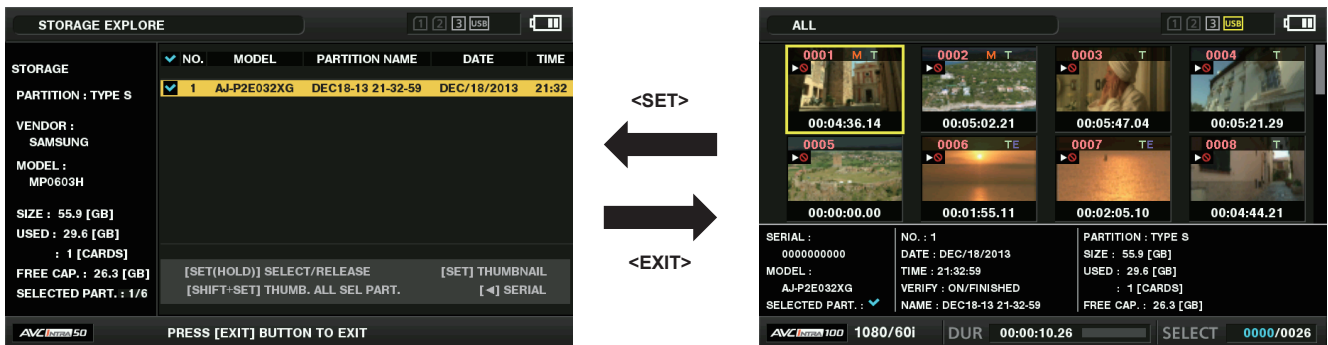 STORAGE EXPLORE
1 2 3 USB
STORAGE
PARTITION : TYPE S
VENDOR :
SAMSUNG
MODEL :
MP0603H
SIZE : 55.9 [GB]
USED : 29.6 [GB]
: 1 [CARDS]
FREE CAP. : 26.3 [GB]
SELECTED PART. : 1/6
NO. MODEL PARTITION NAME DATE TIME
1 AJ-P2E032XG DEC18-13 21-32-59 DEC/18/2013 21:32
[SET(HOLD)] SELECT/RELEASE [SET] THUMBNAIL
[SHIFT+SET] THUMB. ALL SEL PART. [◄] SERIAL
AVC INTRA 50 PRESS [EXIT] BUTTON TO EXIT
<SET>
<EXIT>
ALL
1 2 3 USB
0001 M T
00:04:36.14
0002 M T
00:05:02.21
0003 T
00:05:47.04
0004 T
00:05:21.29
0005
00:00:00.00
0006 TE
00:01:55.11
0007 TE
00:02:05.10
0008 T
00:04:44.21
SERIAL :
0000000000
MODEL :
AJ-P2E032XG
SELECTED PART. :
NO. : 1
DATE : DEC/18/2013
TIME : 21:32:59
VERIFY : ON/FINISHED
NAME : DEC18-13 21-32-59
PARTITION : TYPE S
SIZE : 55.9 [GB]
USED : 29.6 [GB]
: 1 [CARDS]
FREE CAP. : 26.3 [GB]
AVC INTRA 100 1080/60i DUR 00:00:10.26 SELECT 0000/0026